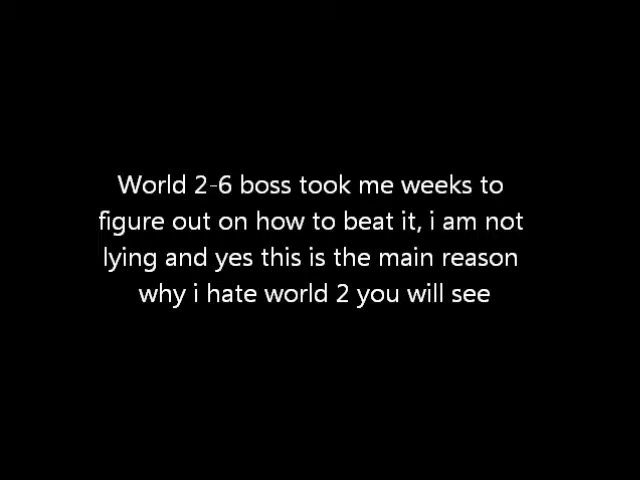 World 2-6 boss took me weeks to
figure out on how to beat it, i am not
lying and yes this is the main reason
why i hate world 2 you will see